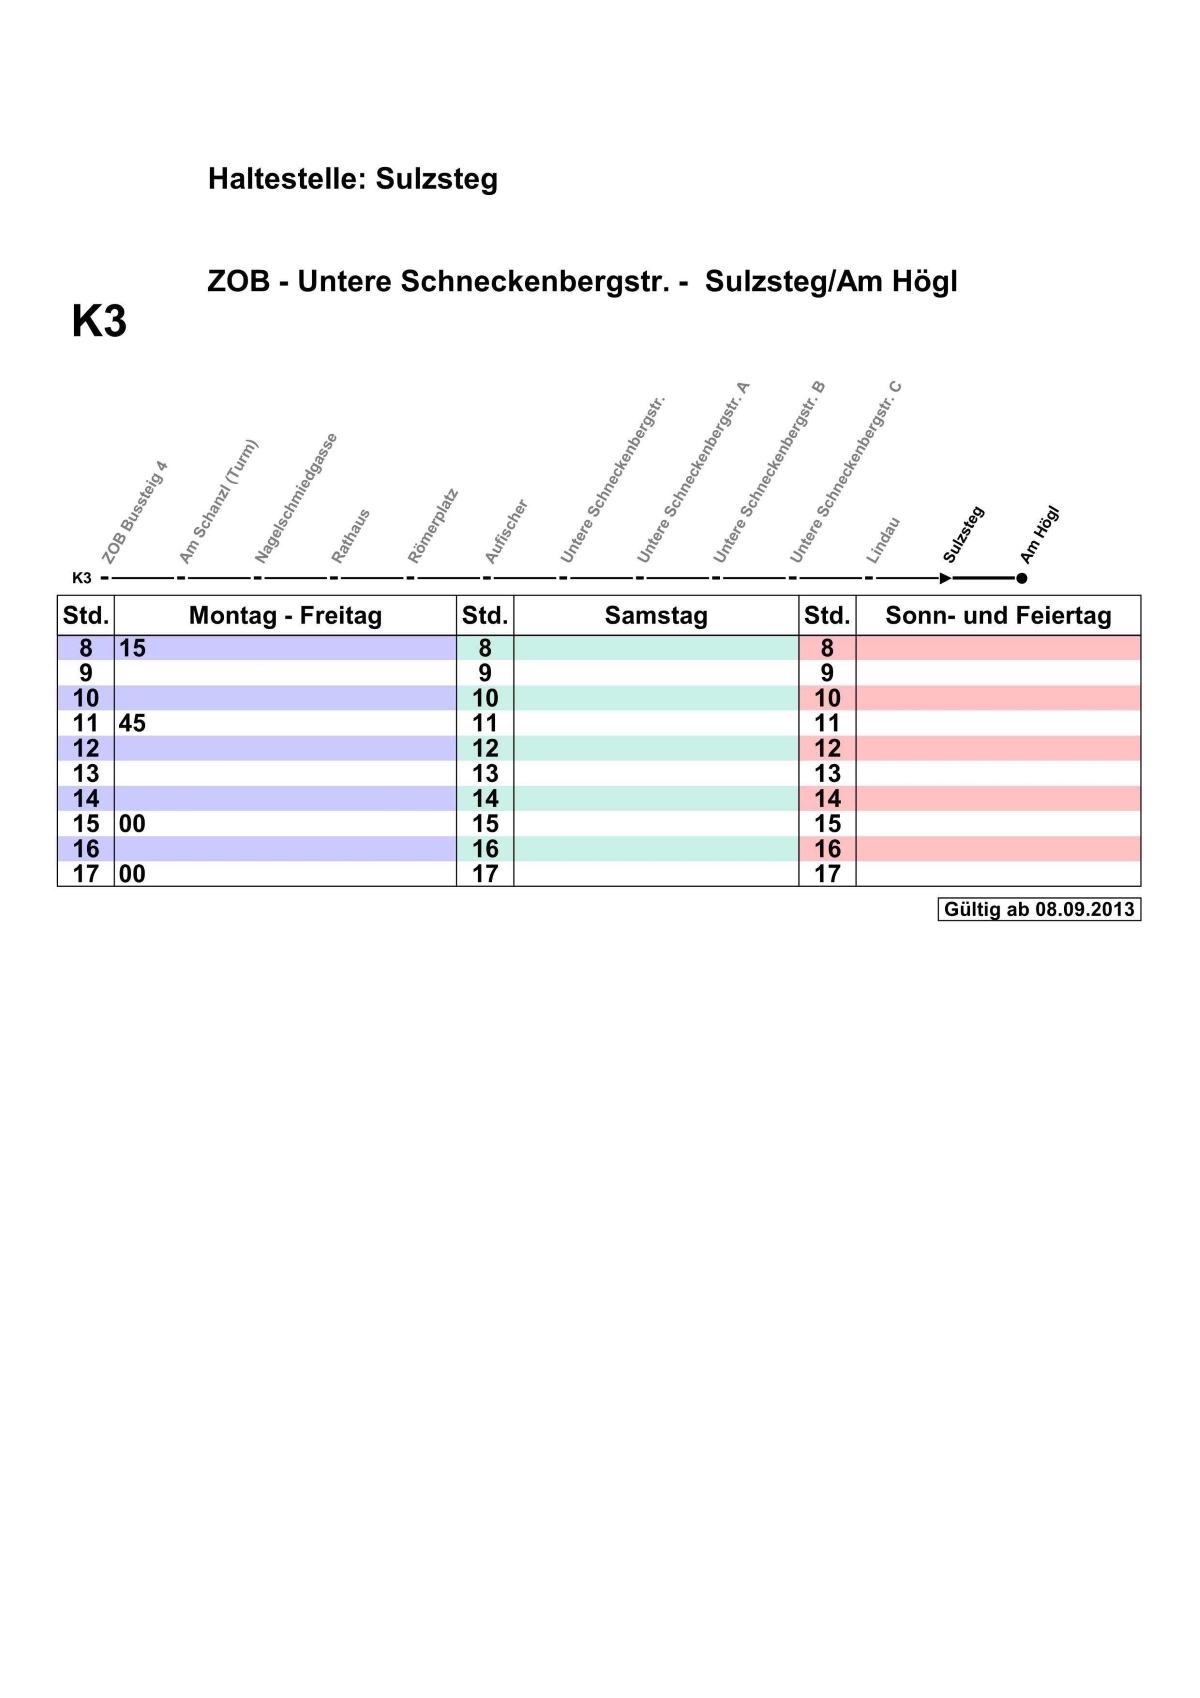 Haltestelle: Sulzsteg
ZOB - Untere Schneckenbergstr. - Sulzsteg/Am Högl
K3
ZOB Bussteig 4
Am Schanzl (Turm)
Nagelschmiedgasse
Rathaus
Römerplatz
Aufischer
Untere Schneckenbergstr.
Untere Schneckenbergstr. A
Untere Schneckenbergstr. B
Untere Schneckenbergstr. C
Lindau
Sulzsteg
Am Högl
K3
Std. Montag - Freitag Std. Samstag Std. Sonn- und Feiertag
8 15 8 8
9 9 9
10 10 10
11 45 11 11
12 12 12
13 13 13
14 14 14
15 00 15 15
16 16 16
17 00 17 17
Gültig ab 08.09.2013